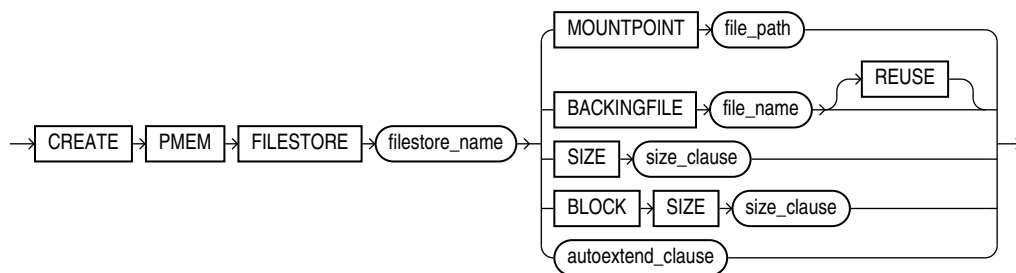 MOUNTPOINT file_path
REUSE
BACKINGFILE file_name
CREATE PMEM FILESTORE filestore_name
SIZE size_clause
BLOCK SIZE size_clause
autoextend_clause